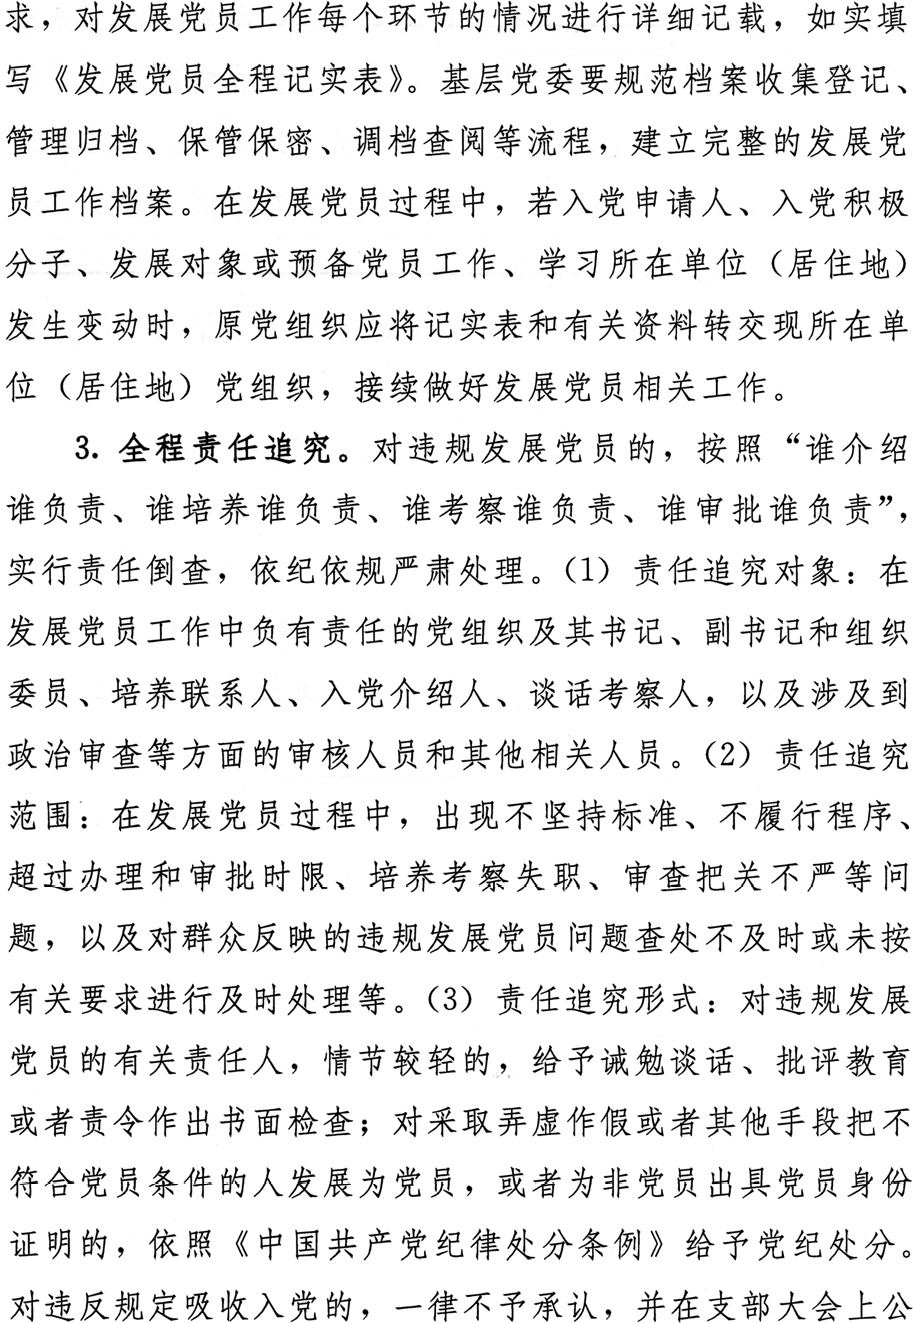 求，对发展党员工作每个环节的情况进行详细记载，如实填
写《发展党员全程记实表》。基层党委要规范档案收集登记、
管理归档、保管保密、调档查阅等流程，建立完整的发展党
员工作档案。在发展党员过程中，若入党申请人、入党积极
分子、发展对象或预备党员工作、学习所在单位（居住地）
发生变动时，原党组织应将记实表和有关资料转交现所在单
位（居住地）党组织，接续做好发展党员相关工作。
3. 全程责任追究。对违规发展党员的，按照“谁介绍
谁负责、谁培养谁负责、谁考察谁负责、谁审批谁负责”，
实行责任倒查，依纪依规严肃处理。（1）责任追究对象：在
发展党员工作中负有责任的党组织及其书记、副书记和组织
委员、培养联系人、入党介绍人、谈话考察人，以及涉及到
政治审查等方面的审核人员和其他相关人员。（2）责任追究
范围：在发展党员过程中，出现不坚持标准、不履行程序、
超过办理和审批时限、培养考察失职、审查把关不严等问
题，以及对群众反映的违规发展党员问题查处不及时或未按
有关要求进行及时处理等。（3）责任追究形式：对违规发展
党员的有关责任人，情节较轻的，给予诫勉谈话、批评教育
或者责令作出书面检查；对采取弄虚作假或者其他手段把不
符合党员条件的人发展为党员，或者为非党员出具党员身份
证明的，依照《中国共产党纪律处分条例》给予党纪处分。
对违反规定吸收入党的，一律不予承认，并在支部大会上公